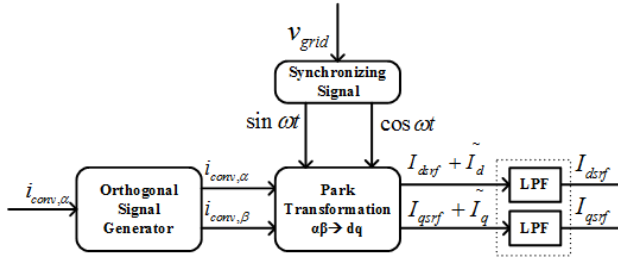 v_grid
Synchronizing
Signal
sin ωt
cos ωt
i_conv,α
Orthogonal
Signal
Generator
i_conv,α
i_conv,β
Park
Transformation
αβ→ dq
I_dsrf + Ĩ_d
I_qsrf + Ĩ_q
LPF
LPF
I_dsrf
I_qsrf